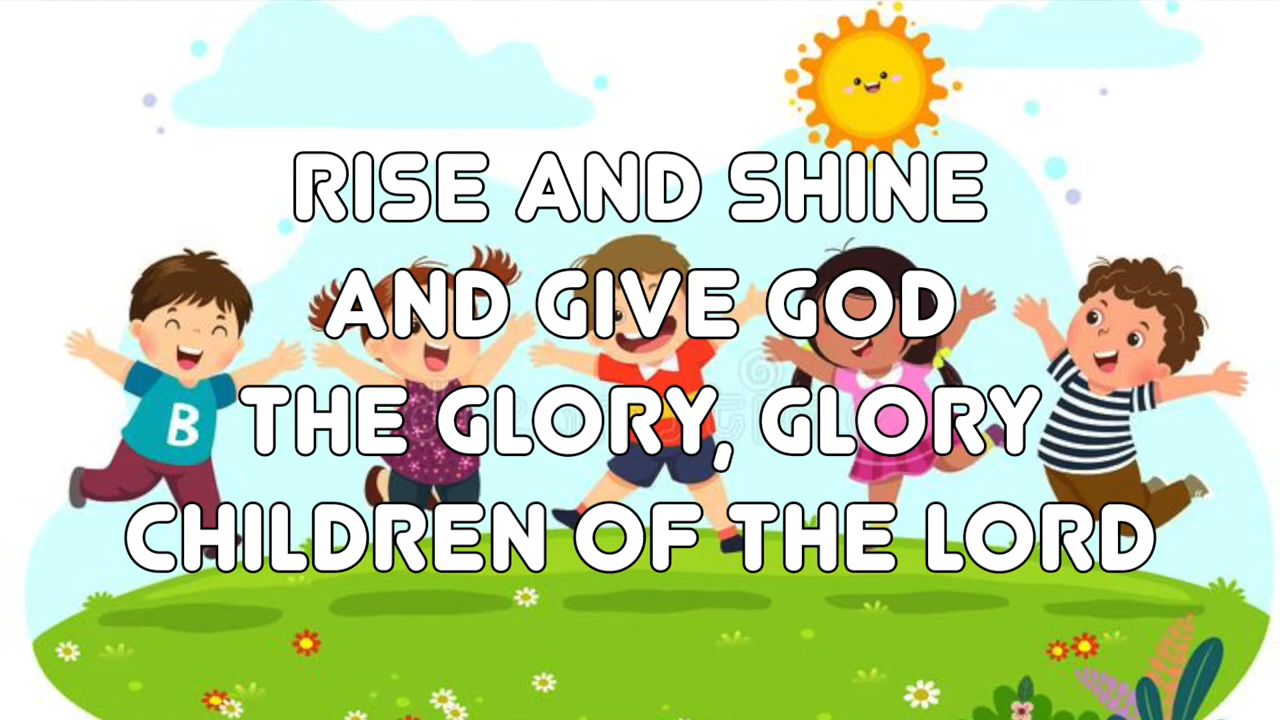 RISE AND SHINE
AND GIVE GOD
THE GLORY, GLORY
CHILDREN OF THE LORD
B